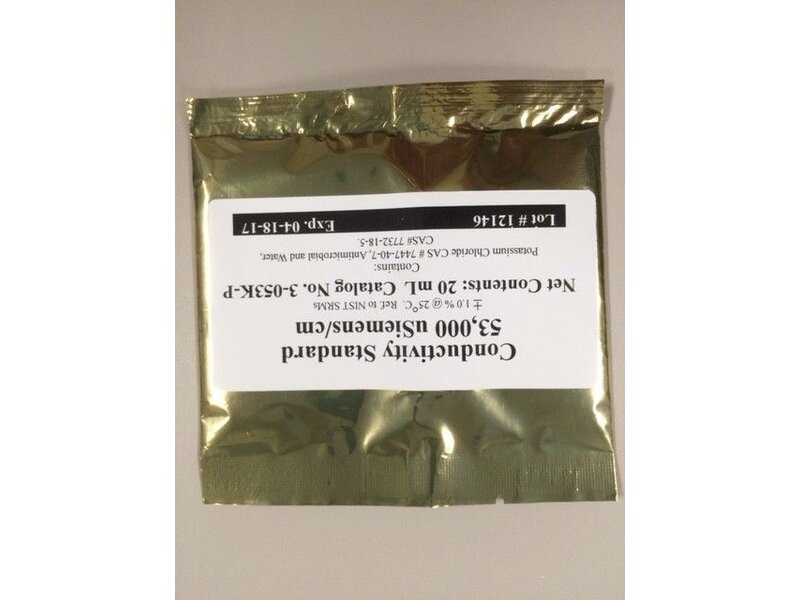 Conductivity Standard
53,000 uSiemens/cm
± 1.0% @ 25°C. Ref. to NIST SRMs
Net Contents: 20 mL Catalog No. 3-053K-P
Contains:
Potassium Chloride CAS # 7447-40-7, Antimicrobial and Water,
CAS# 7732-18-5.
Lot # 12146 Exp. 04-18-17